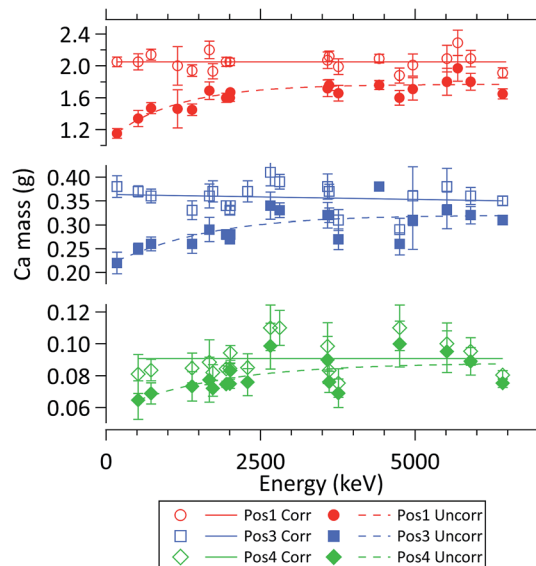 2.4
2.0
1.6
1.2
0.40
0.35
0.30
0.25
0.20
Ca mass (g)
0.12
0.10
0.08
0.06
0 2500 5000
Energy (keV)
Pos1 Corr Pos1 Uncorr
Pos3 Corr Pos3 Uncorr
Pos4 Corr Pos4 Uncorr